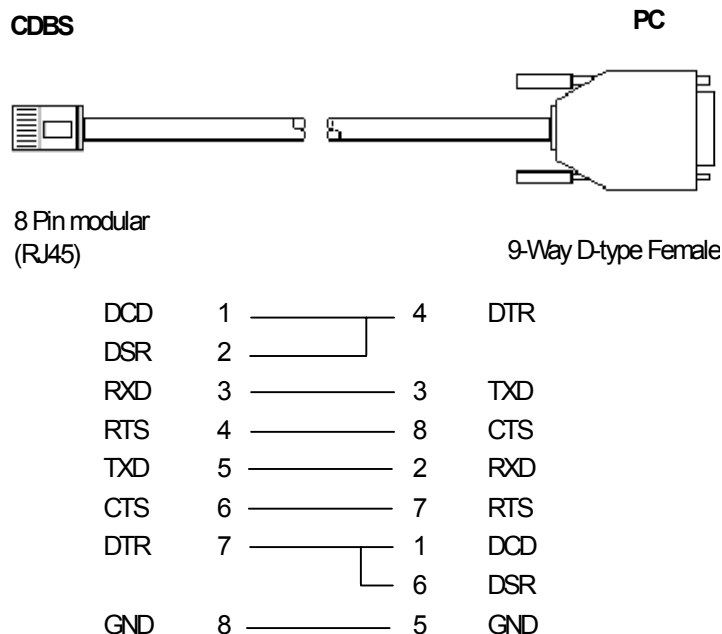 CDBS PC
8 Pin modular
(RJ45)
9-Way D-type Female
DCD 1 4 DTR
DSR 2
RXD 3 3 TXD
RTS 4 8 CTS
TXD 5 2 RXD
CTS 6 7 RTS
DTR 7 1 DCD
6 DSR
GND 8 5 GND